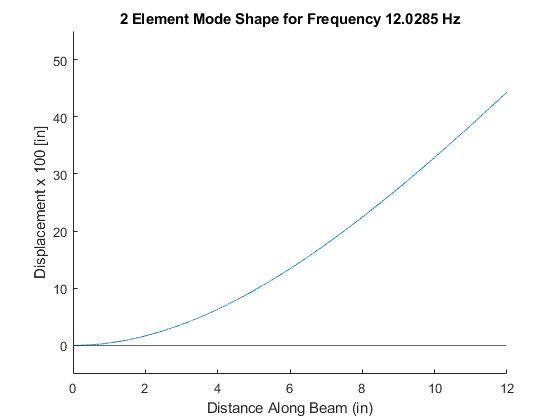 2 Element Mode Shape for Frequency 12.0285 Hz
Displacement x 100 [in]
50
40
30
20
10
0
0 2 4 6 8 10 12
Distance Along Beam (in)